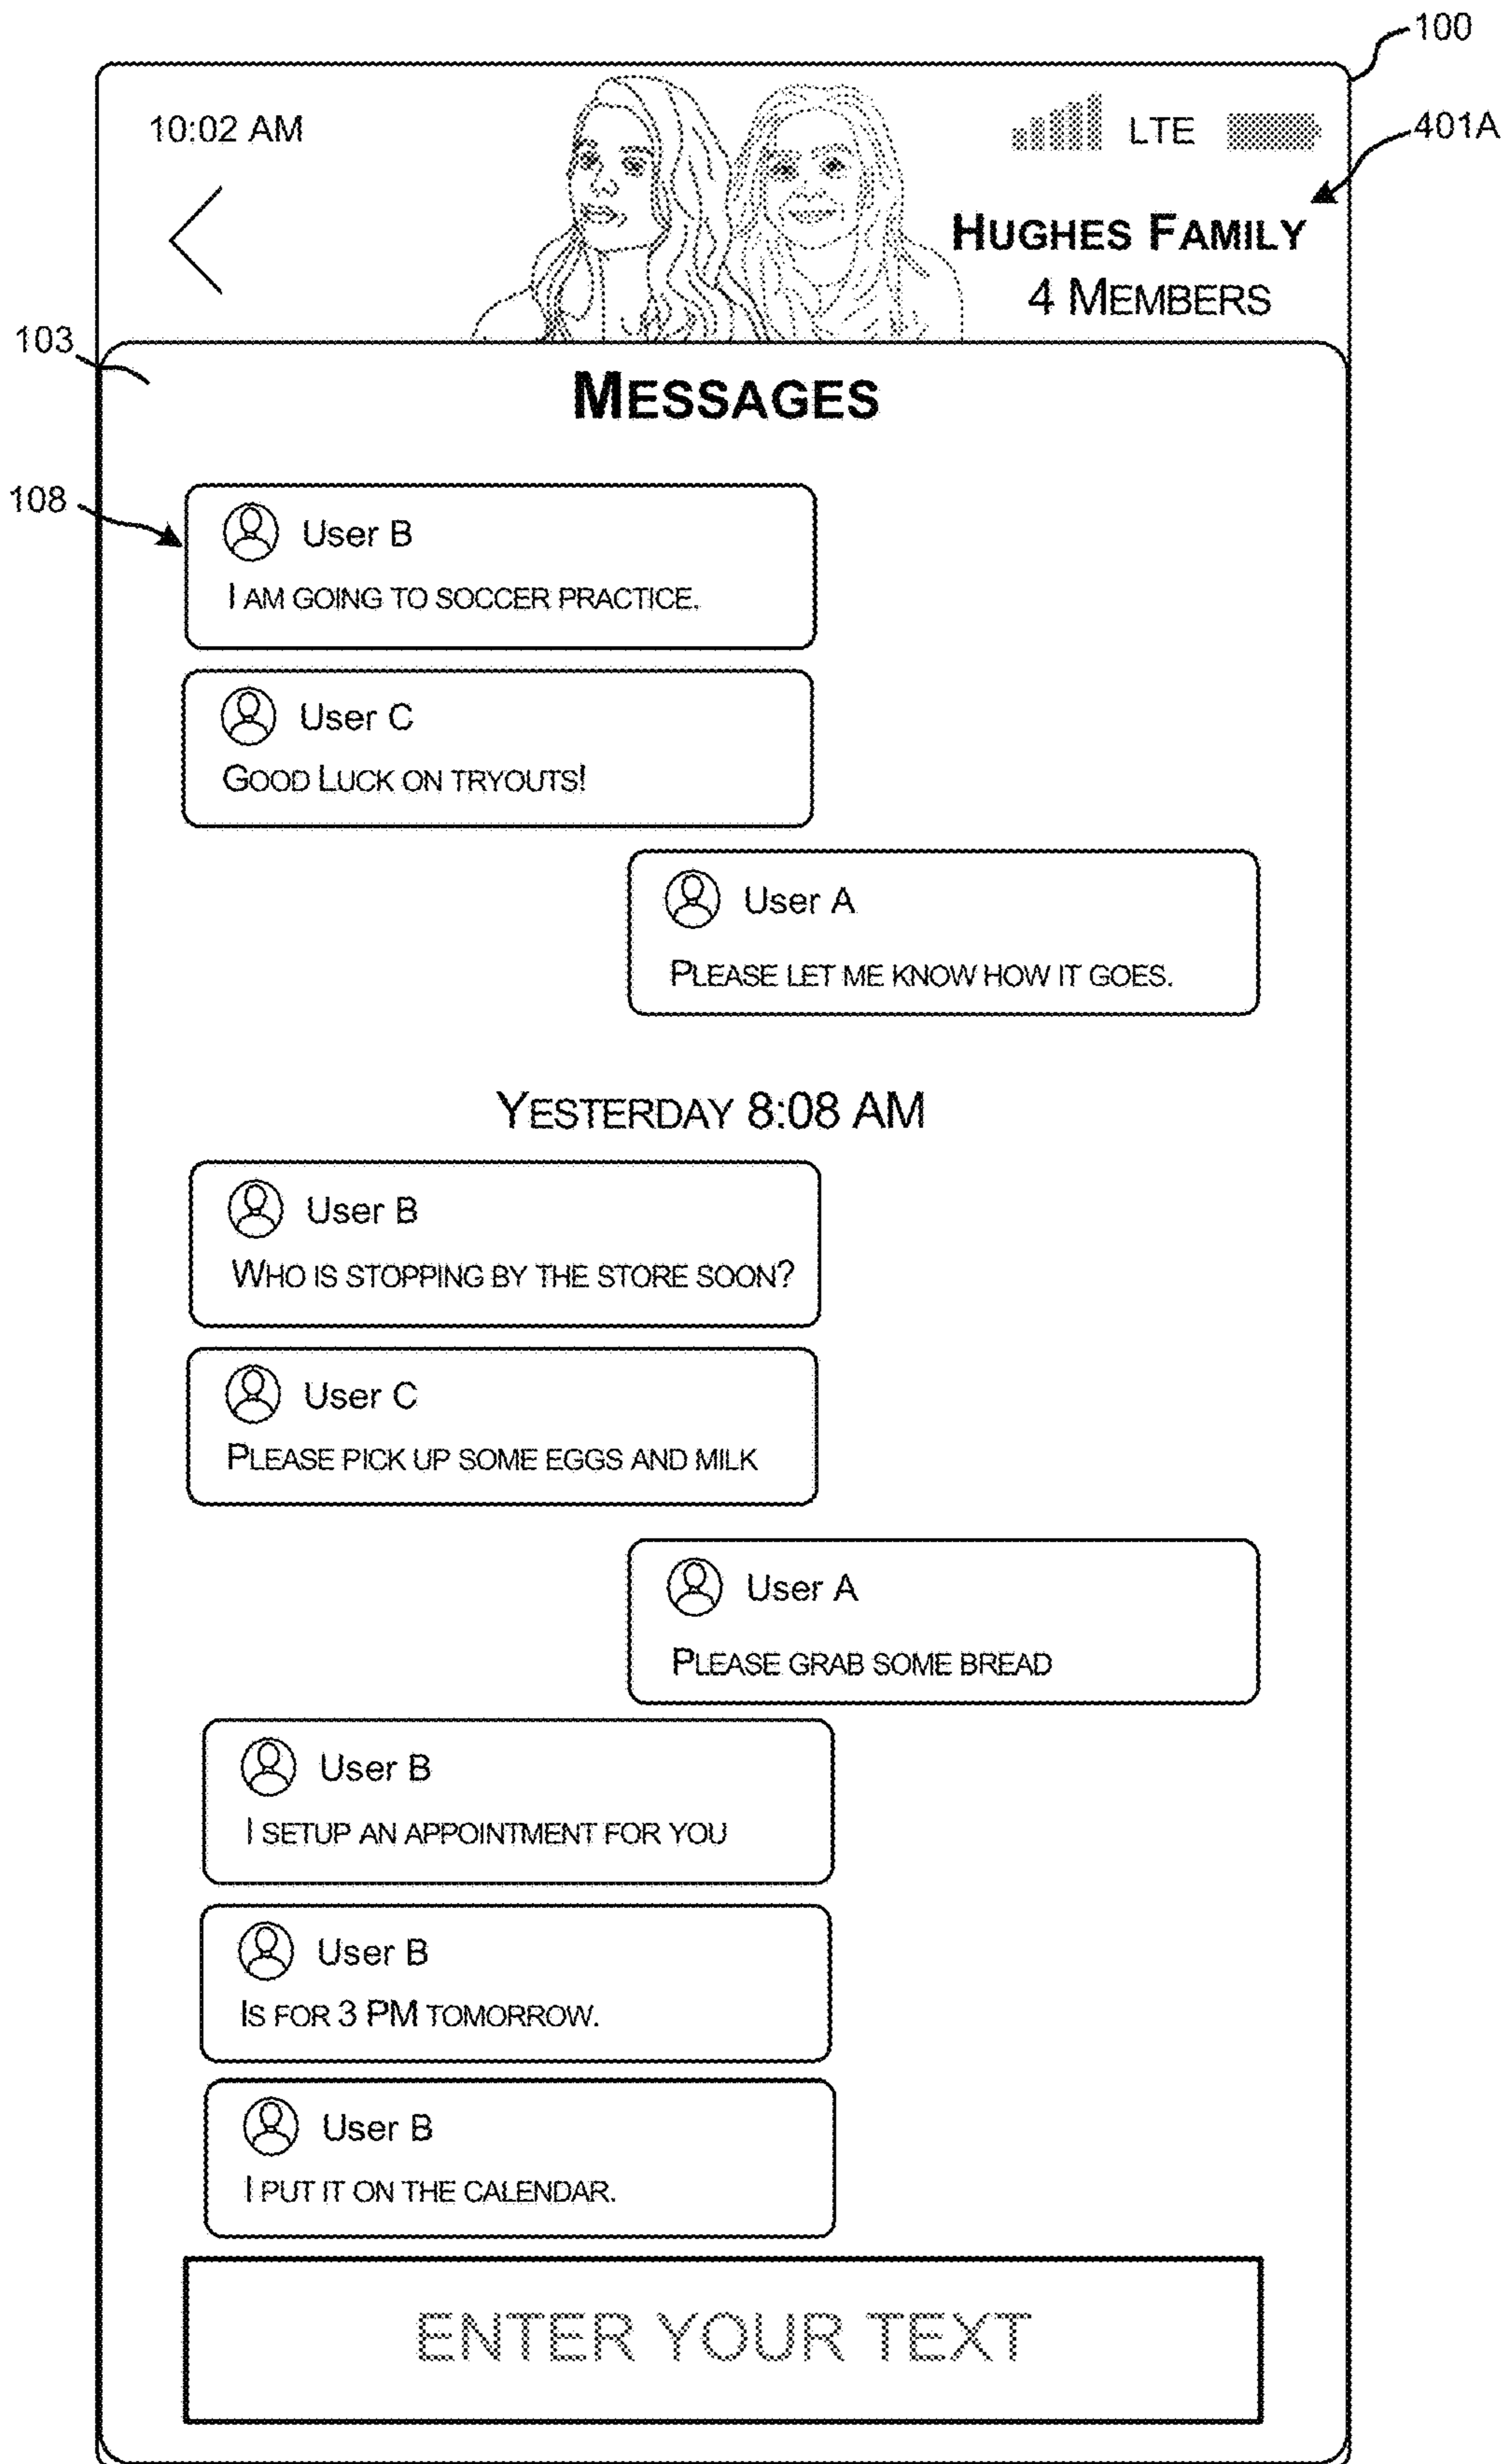 100
10:02 AM
LTE
401A
HUGHES FAMILY
4 MEMBERS
103
MESSAGES
108
User B
I AM GOING TO SOCCER PRACTICE.
User C
GOOD LUCK ON TRYOUTS!
User A
PLEASE LET ME KNOW HOW IT GOES.
YESTERDAY 8:08 AM
User B
WHO IS STOPPING BY THE STORE SOON?
User C
PLEASE PICK UP SOME EGGS AND MILK
User A
PLEASE GRAB SOME BREAD
User B
I SETUP AN APPOINTMENT FOR YOU
User B
IS FOR 3 PM TOMORROW.
User B
I PUT IT ON THE CALENDAR.
ENTER YOUR TEXT